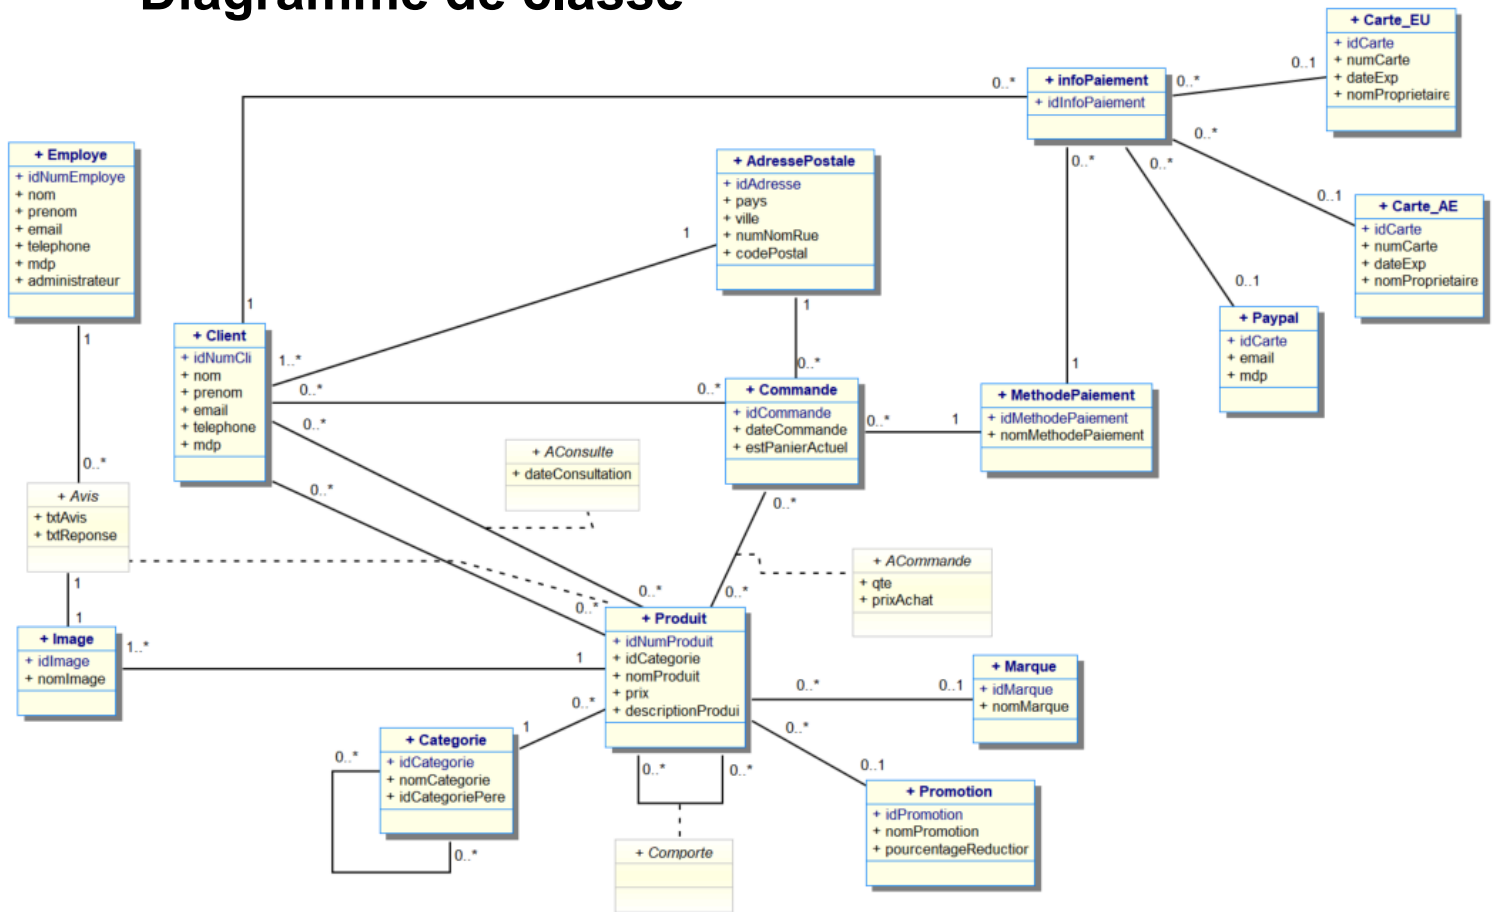 Diagramme de classe
+ Carte_EU
+ idCarte
+ numCarte
+ dateExp
+ nomProprietaire
0..1
0..*
0..*
+ infoPaiement
+ idInfoPaiement
0..*
0..*
0..*
+ Employe
+ idNumEmploye
+ nom
+ prenom
+ email
+ telephone
+ mdp
+ administrateur
1
0..*
+ AdressePostale
+ idAdresse
+ pays
+ ville
+ numNomRue
+ codePostal
1
1
0..*
0..1
+ Carte_AE
+ idCarte
+ numCarte
+ dateExp
+ nomProprietaire
0..1
+ Paypal
+ idCarte
+ email
+ mdp
1
+ Client
+ idNumCli
+ nom
+ prenom
+ email
+ telephone
+ mdp
1..*
0..*
0..*
0..*
0..*
+ Commande
+ idCommande
+ dateCommande
+ estPanierActuel
0..*
1
1
+ MethodePaiement
+ idMethodePaiement
+ nomMethodePaiement
+ AConsulte
+ dateConsultation
+ Avis
+ txtAvis
+ txtReponse
1
1
0..*
0..*
0..*
0..*
+ ACommande
+ qte
+ prixAchat
+ Image
+ idImage
+ nomImage
1..*
1
+ Produit
+ idNumProduit
+ idCategorie
+ nomProduit
+ prix
+ descriptionProdui
0..*
0..1
+ Marque
+ idMarque
+ nomMarque
0..*
1
0..*
0..1
+ Categorie
+ idCategorie
+ nomCategorie
+ idCategoriePere
0..*
0..*
0..*
0..*
+ Promotion
+ idPromotion
+ nomPromotion
+ pourcentageReductior
+ Comporte